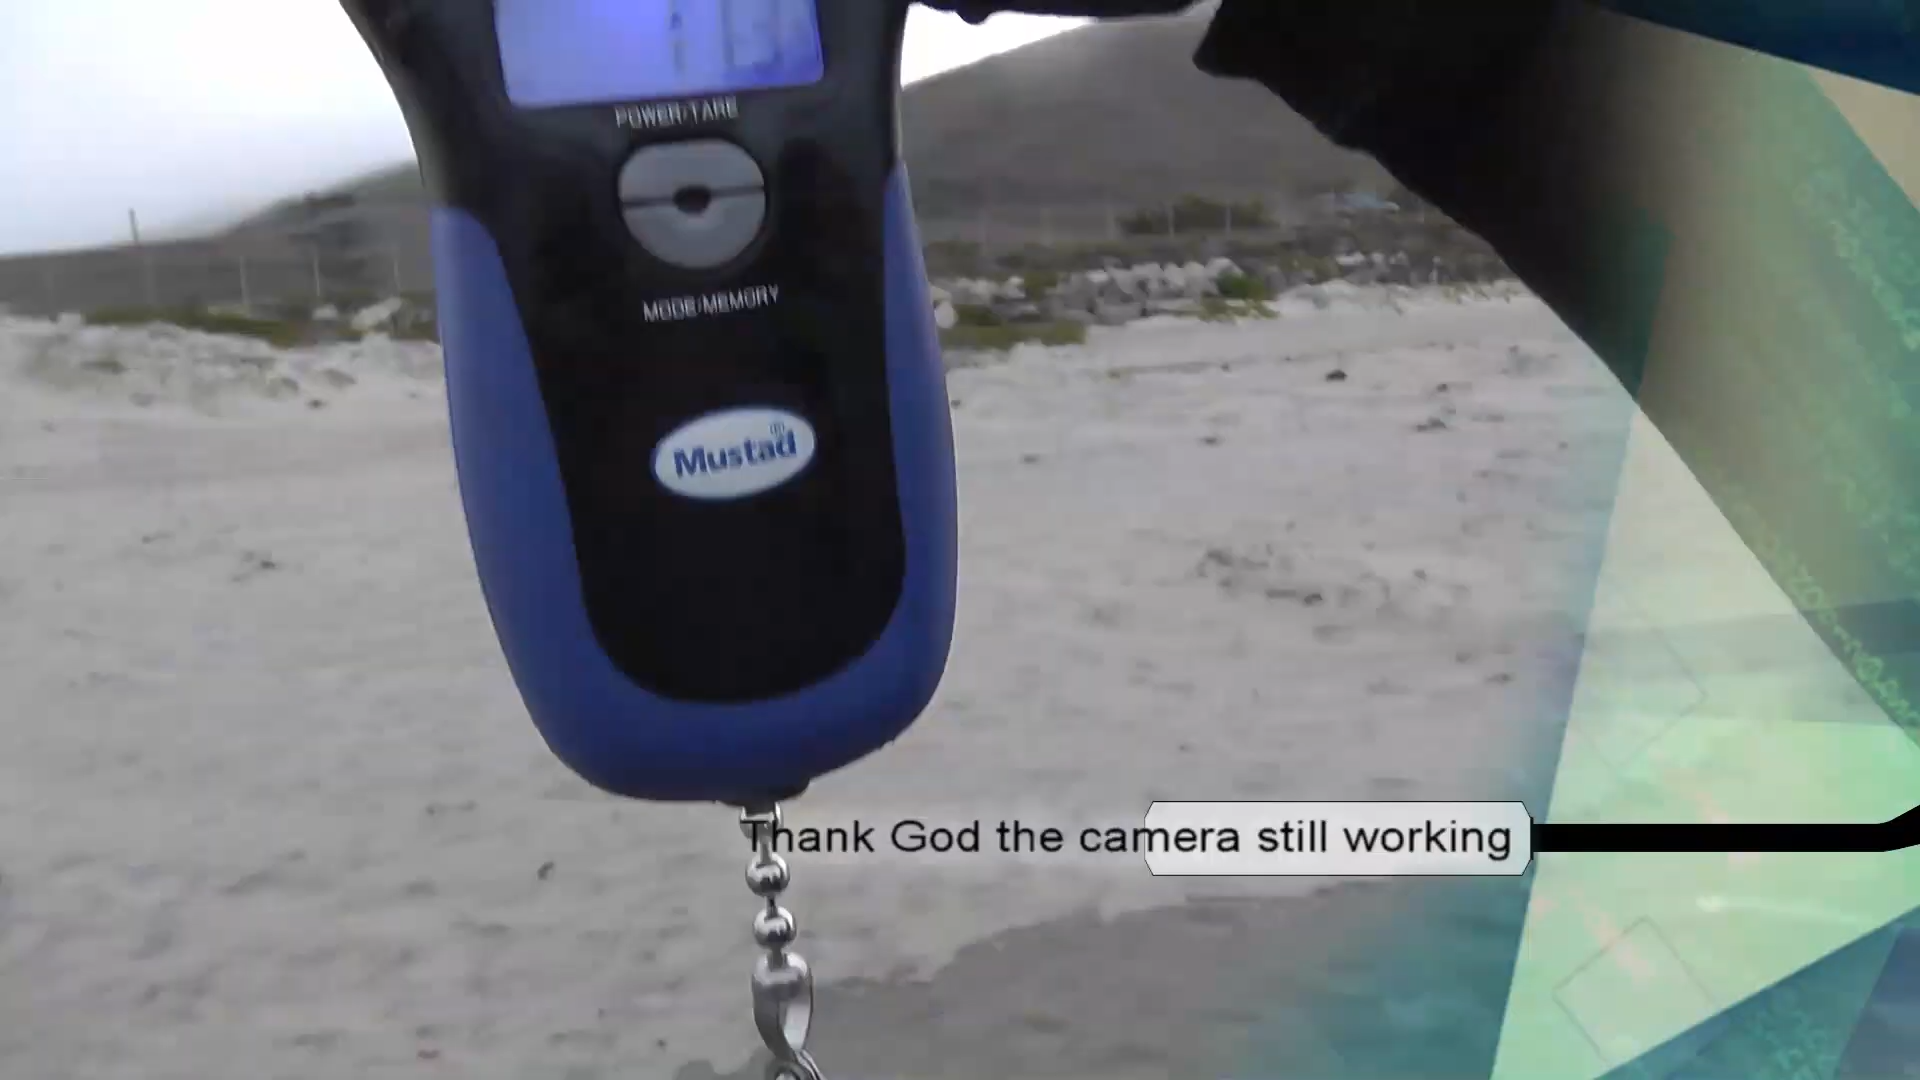 POWER/TARE
MODE/MEMORY
Mustad
Thank God the camera still working